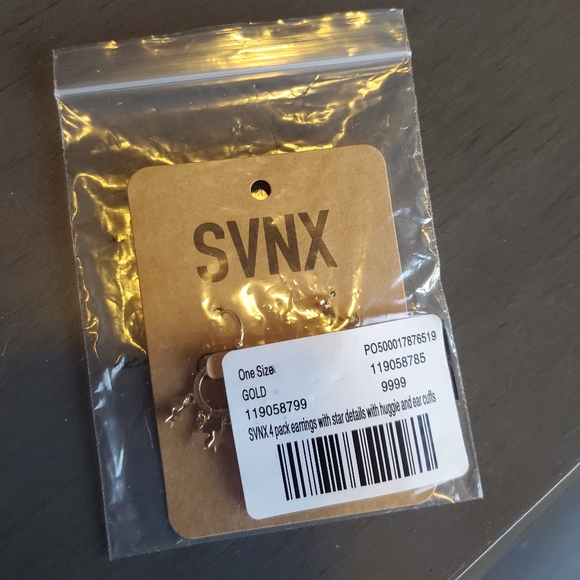 SVNX
One Size
PO500017876519
GOLD
119058785
119058799
9999
SVNX 4 pack earrings with star details with huggie and ear cuffs